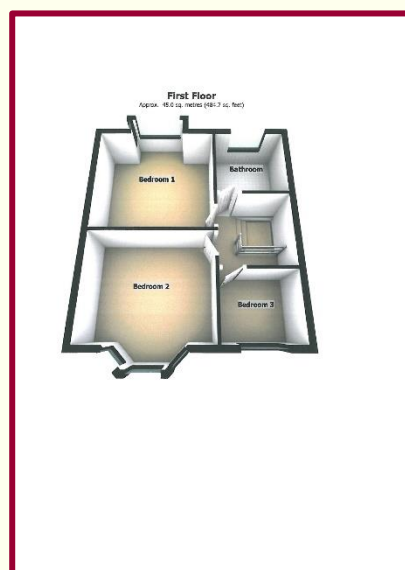 First Floor
Approx. 45.0 sq. metres (484.7 sq. feet)
Bedroom 1
Bathroom
Bedroom 2
Bedroom 3